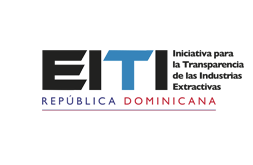 EITI
Iniciativa para
la Transparencia
de las Industrias
Extractivas
REPÚBLICA DOMINICANA